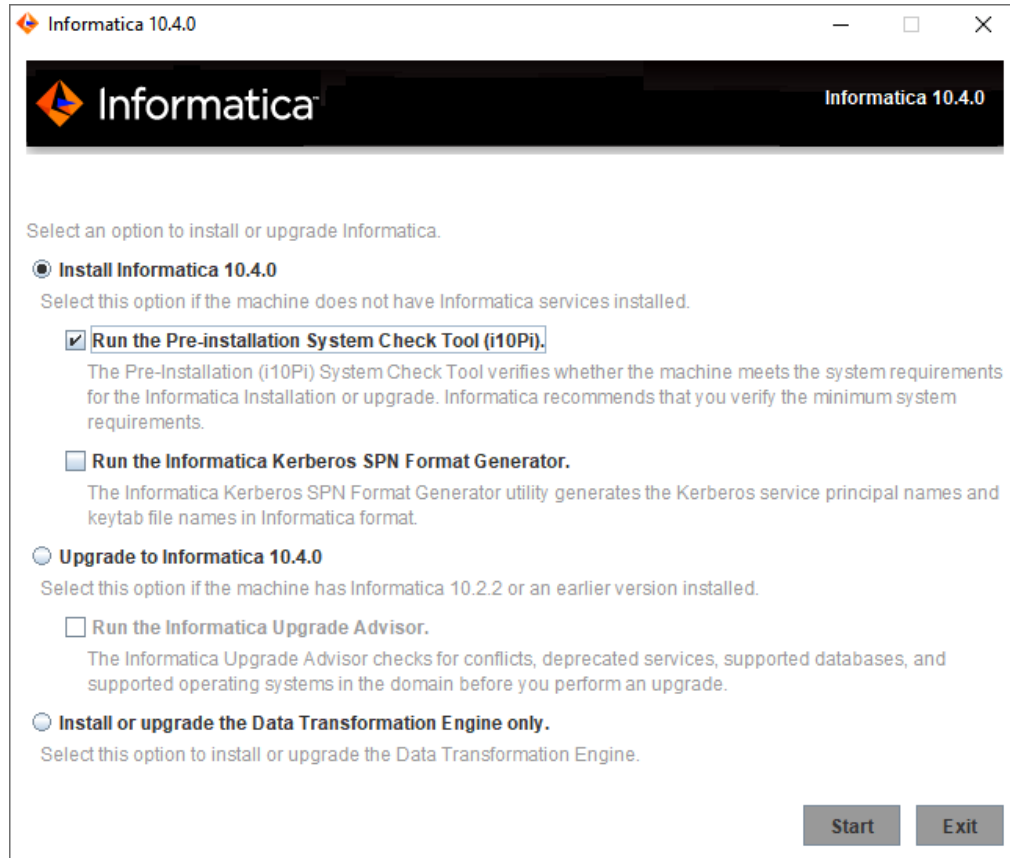 Informatica 10.4.0
Informatica
Informatica 10.4.0
Select an option to install or upgrade Informatica.
Install Informatica 10.4.0
Select this option if the machine does not have Informatica services installed.
Run the Pre-installation System Check Tool (i10Pi).
The Pre-Installation (i10Pi) System Check Tool verifies whether the machine meets the system requirements
for the Informatica Installation or upgrade. Informatica recommends that you verify the minimum system
requirements.
Run the Informatica Kerberos SPN Format Generator.
The Informatica Kerberos SPN Format Generator utility generates the Kerberos service principal names and
keytab file names in Informatica format.
Upgrade to Informatica 10.4.0
Select this option if the machine has Informatica 10.2.2 or an earlier version installed.
Run the Informatica Upgrade Advisor.
The Informatica Upgrade Advisor checks for conflicts, deprecated services, supported databases, and
supported operating systems in the domain before you perform an upgrade.
Install or upgrade the Data Transformation Engine only.
Select this option to install or upgrade the Data Transformation Engine.
Start Exit